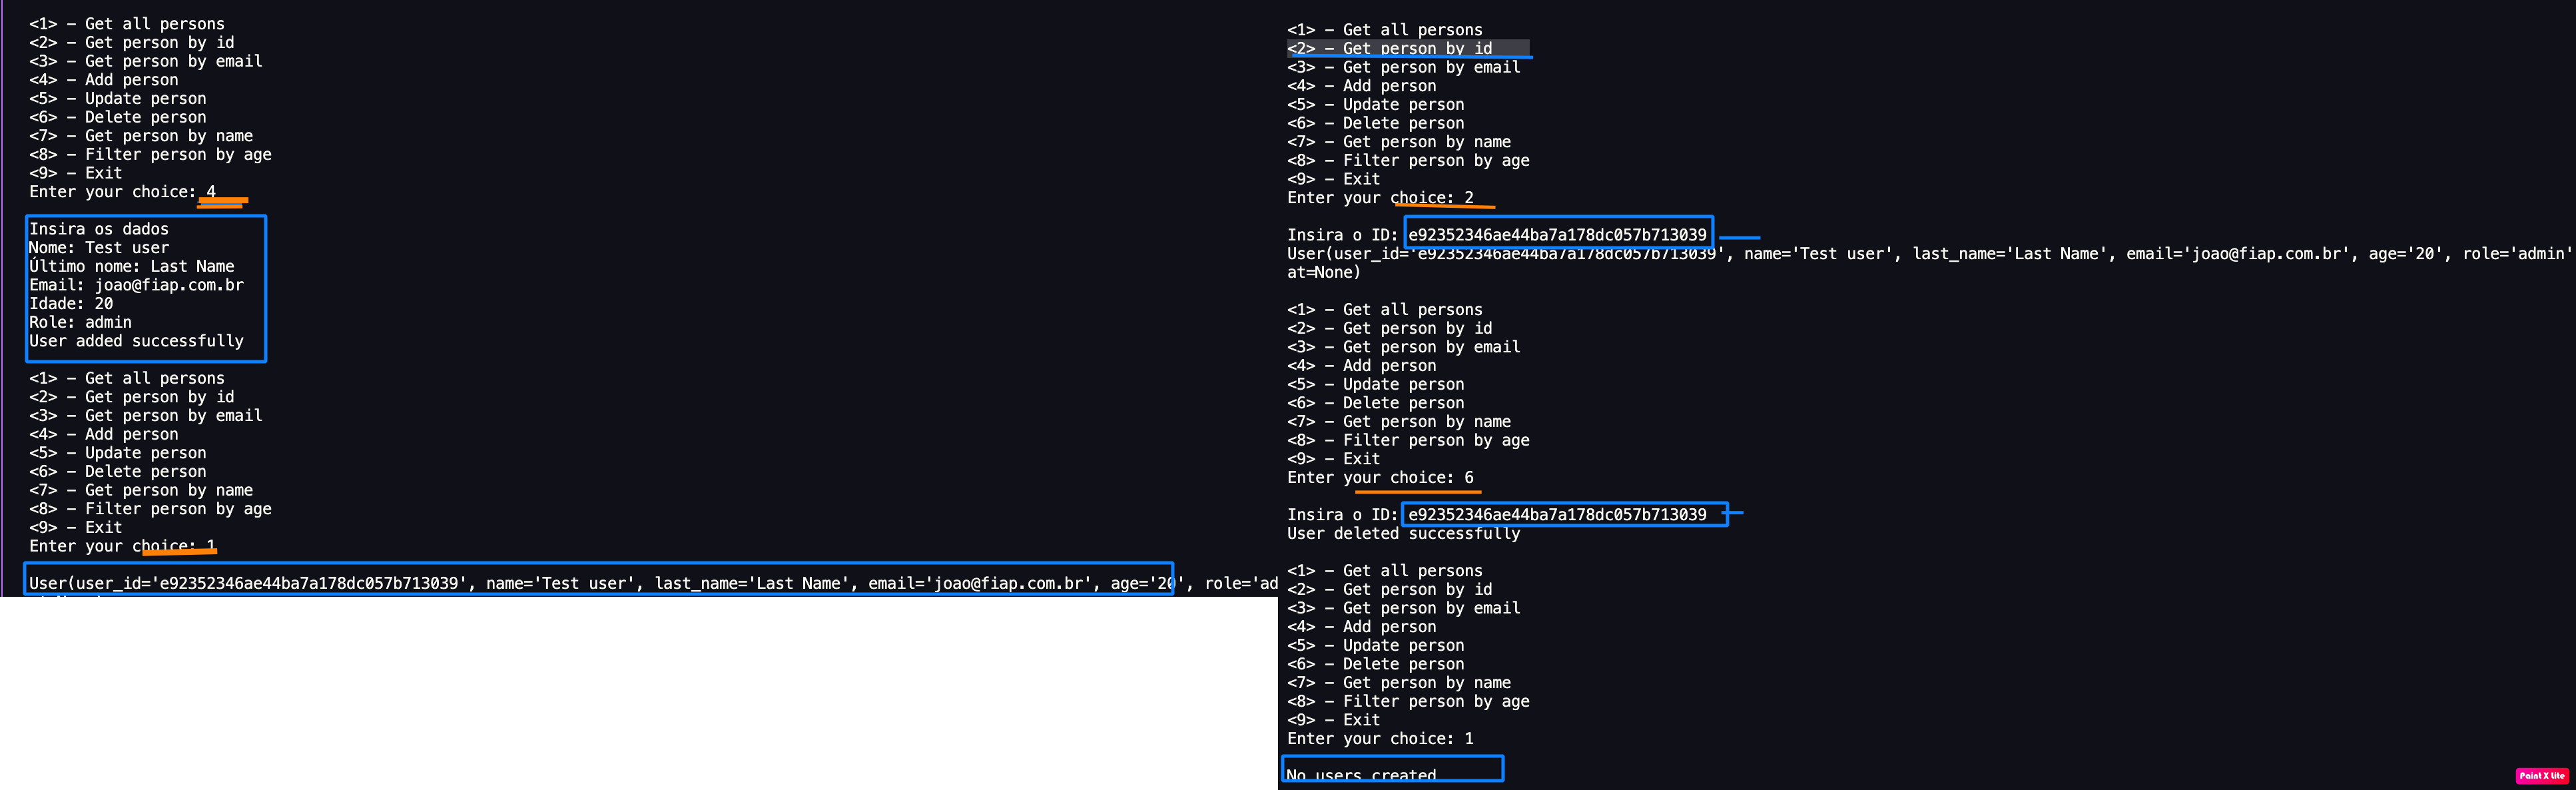 <1> – Get all persons
<2> – Get person by id
<3> – Get person by email
<4> – Add person
<5> – Update person
<6> – Delete person
<7> – Get person by name
<8> – Filter person by age
<9> – Exit
Enter your choice: 4
Insira os dados
Nome: Test user
Último nome: Last Name
Email: joao@fiap.com.br
Idade: 20
Role: admin
User added successfully
<1> – Get all persons
<2> – Get person by id
<3> – Get person by email
<4> – Add person
<5> – Update person
<6> – Delete person
<7> – Get person by name
<8> – Filter person by age
<9> – Exit
Enter your choice: 1
User(user_id='e92352346ae44ba7a178dc057b713039', name='Test user', last_name='Last Name', email='joao@fiap.com.br', age='20', role='ad
<1> – Get all persons
<2> – Get person by id
<3> – Get person by email
<4> – Add person
<5> – Update person
<6> – Delete person
<7> – Get person by name
<8> – Filter person by age
<9> – Exit
Enter your choice: 2
Insira o ID: e92352346ae44ba7a178dc057b713039
User(user_id='e92352346ae44ba7a178dc057b713039', name='Test user', last_name='Last Name', email='joao@fiap.com.br', age='20', role='admin'
at=None)
<1> – Get all persons
<2> – Get person by id
<3> – Get person by email
<4> – Add person
<5> – Update person
<6> – Delete person
<7> – Get person by name
<8> – Filter person by age
<9> – Exit
Enter your choice: 6
Insira o ID: e92352346ae44ba7a178dc057b713039
User deleted successfully
<1> – Get all persons
<2> – Get person by id
<3> – Get person by email
<4> – Add person
<5> – Update person
<6> – Delete person
<7> – Get person by name
<8> – Filter person by age
<9> – Exit
Enter your choice: 1
No users created
Paint X Lite